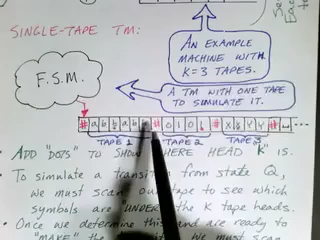 SINGLE-TAPE TM:
AN EXAMPLE
MACHINE WITH
K=3 TAPES.
F.S.M.
A TM WITH ONE TAPE
TO SIMULATE IT.
TAPE 1 TAPE 2 TAPE 3
• ADD "DOTS" TO SHOW WHERE HEAD "K" IS.
• TO SIMULATE A TRANSITION FROM STATE Q,
WE MUST SCAN OUR TAPE TO SEE WHICH
SYMBOLS ARE "UNDER" THE K TAPE HEADS.
• ONCE WE DETERMINE THIS AND ARE READY
TO "MAKE" THE MUST SCAN